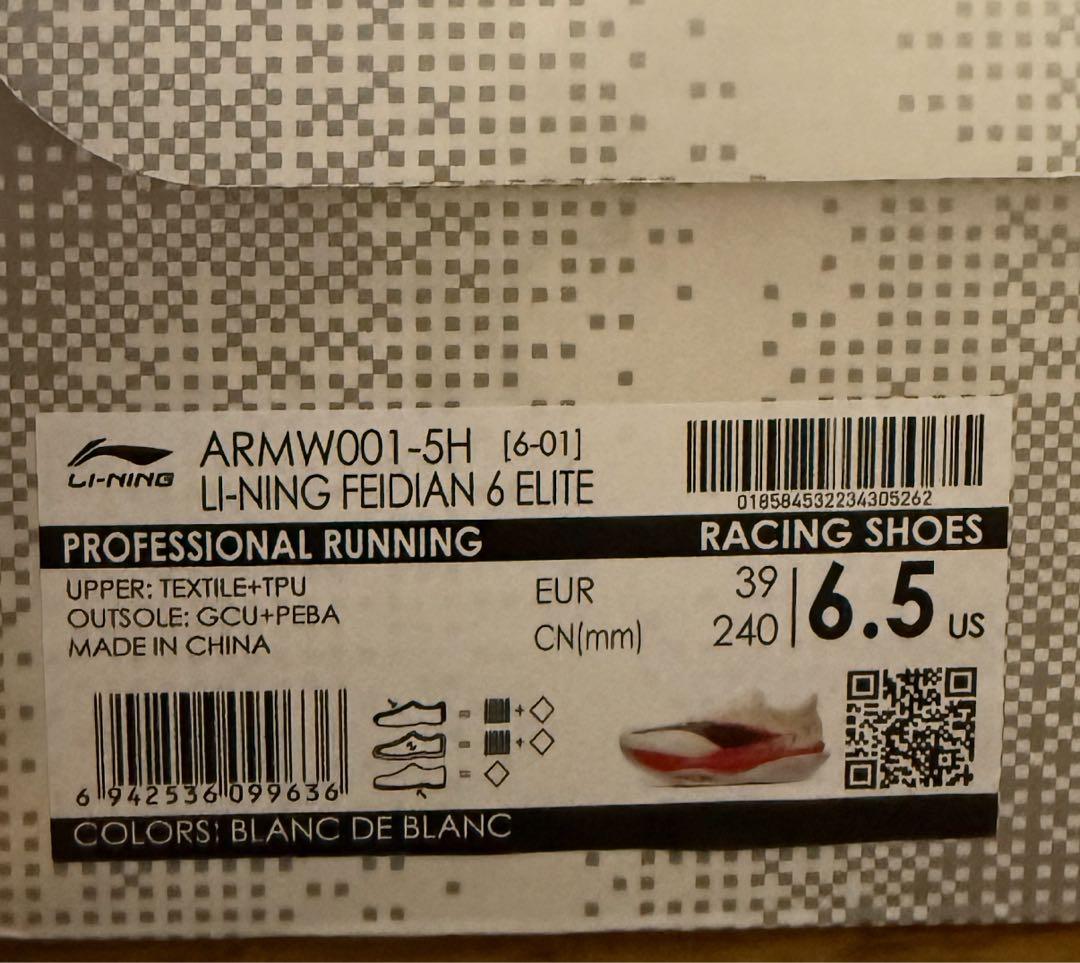 LI-NING
ARMW001-5H [6-01]
LI-NING FEIDIAN 6 ELITE
018584532234305262
PROFESSIONAL RUNNING
RACING SHOES
UPPER: TEXTILE+TPU
OUTSOLE: GCU+PEBA
MADE IN CHINA
EUR 39
CN(mm) 240
6.5 US
6 942536 099636
COLORS: BLANC DE BLANC